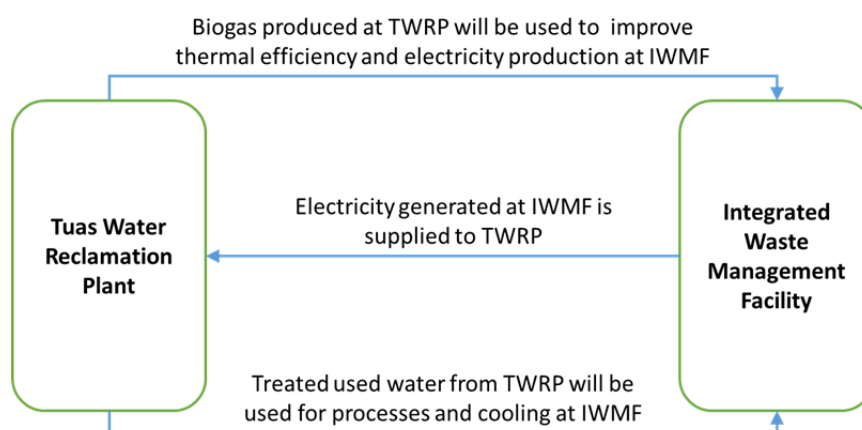 Biogas produced at TWRP will be used to improve
thermal efficiency and electricity production at IWMF
Tuas Water
Reclamation
Plant
Electricity generated at IWMF is
supplied to TWRP
Integrated
Waste
Management
Facility
Treated used water from TWRP will be
used for processes and cooling at IWMF